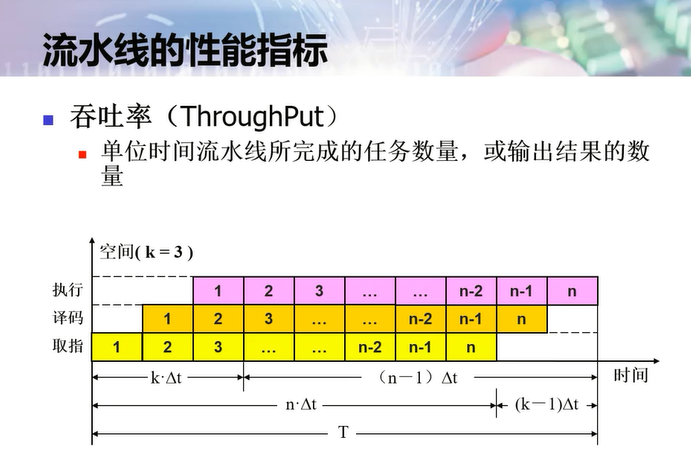 流水线的性能指标
吞吐率（ThroughPut）
单位时间流水线所完成的任务数量，或输出结果的数
量
空间( k = 3 )
执行 1 2 3 … … n-2 n-1 n
译码 1 2 3 … … n-2 n-1 n
取指 1 2 3 … … n-2 n-1 n
k·Δt （n－1）Δt 时间
n·Δt (k－1)Δt
T